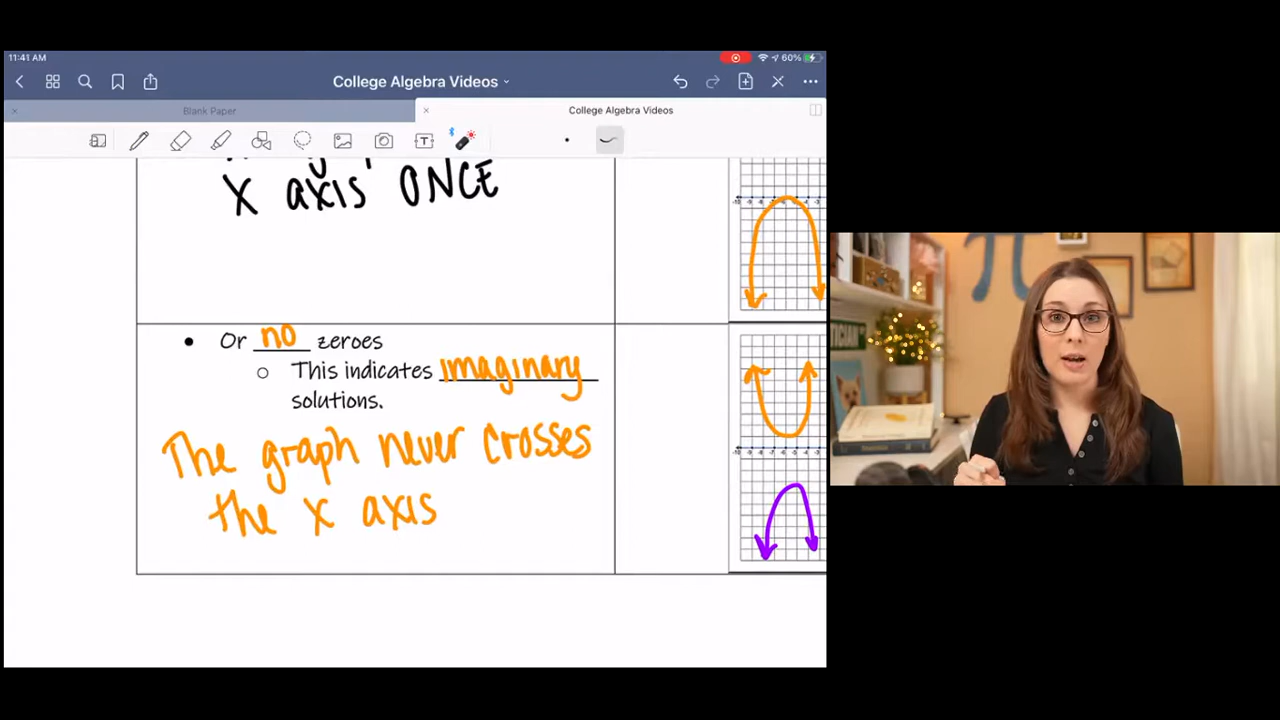 11:41 AM
60%
College Algebra Videos
Blank Paper
College Algebra Videos
X axis ONCE
Or no zeroes
This indicates imaginary
solutions.
The graph never crosses
the x axis